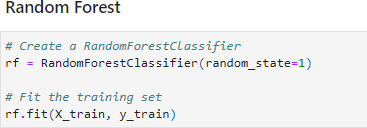 Random Forest
# Create a RandomForestClassifier
rf = RandomForestClassifier(random_state=1)
# Fit the training set
rf.fit(X_train, y_train)